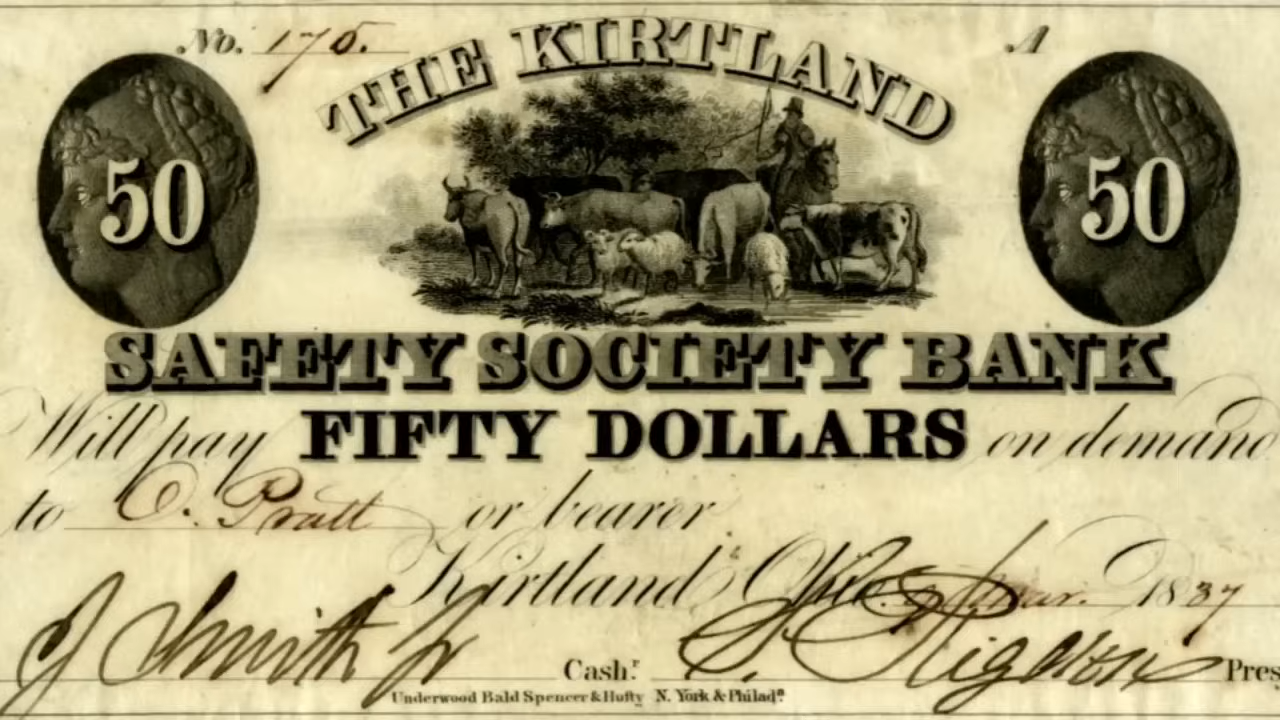 No. 175. A
THE KIRTLAND
50 50
SAFETY SOCIETY BANK
Will pay FIFTY DOLLARS on demand
to O. Pratt or bearer
Kirtland, Ohio Mar. 1837
J Smith Jr Cash.r S. Rigdon Pres
Underwood Bald Spencer & Hufty N. York & Philad.a